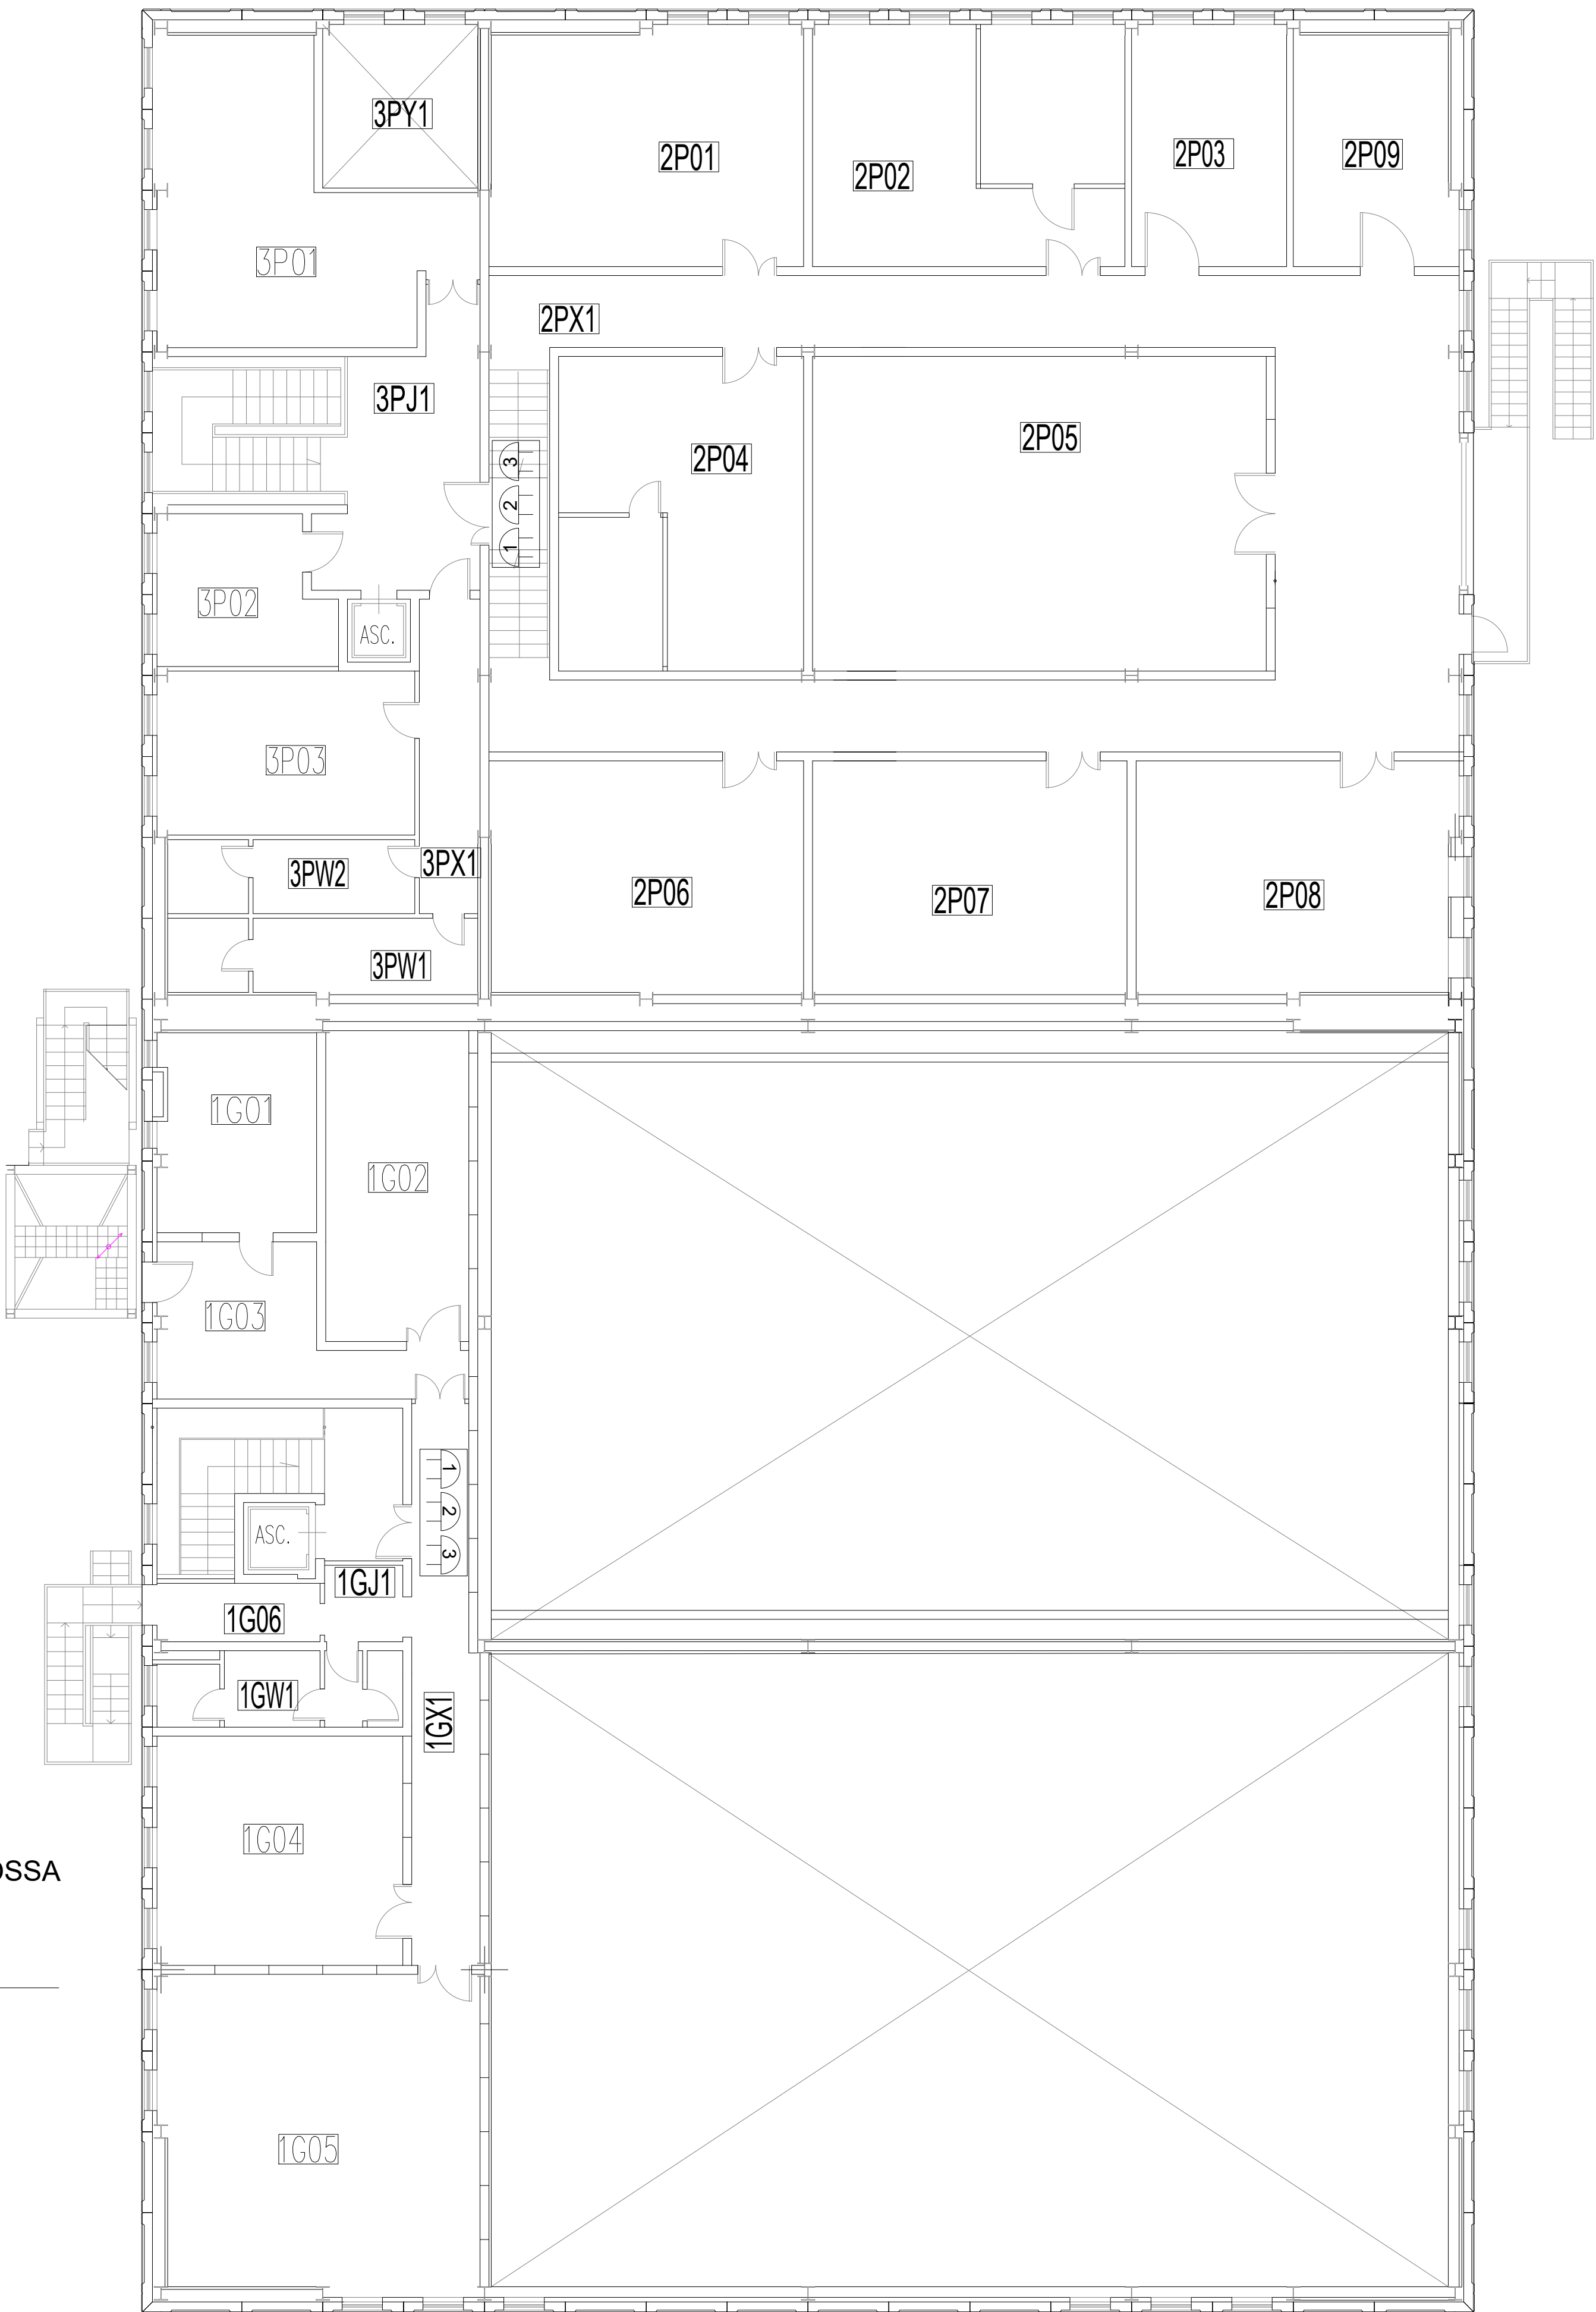 3PY1
2P01
2P02
2P03
2P09
3P01
2PX1
3PJ1
2P04
2P05
3
2
1
3P02
ASC.
3P03
3PW2
3PX1
2P06
2P07
2P08
3PW1
1G01
1G02
1G03
1
2
3
ASC.
1GJ1
1G06
1GW1
1GX1
1G04
OSSA
1G05